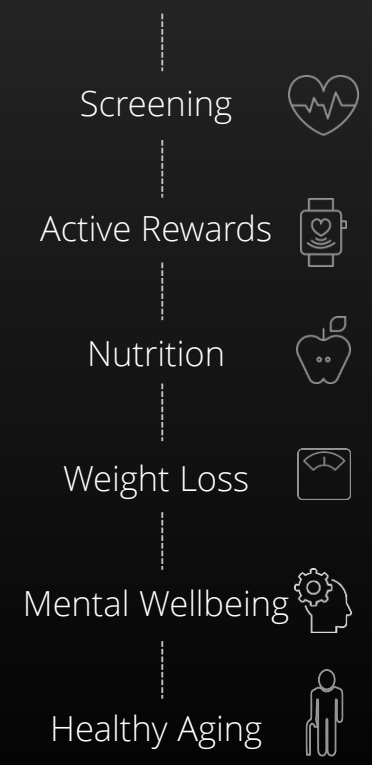 Screening
Active Rewards
Nutrition
Weight Loss
Mental Wellbeing
Healthy Aging